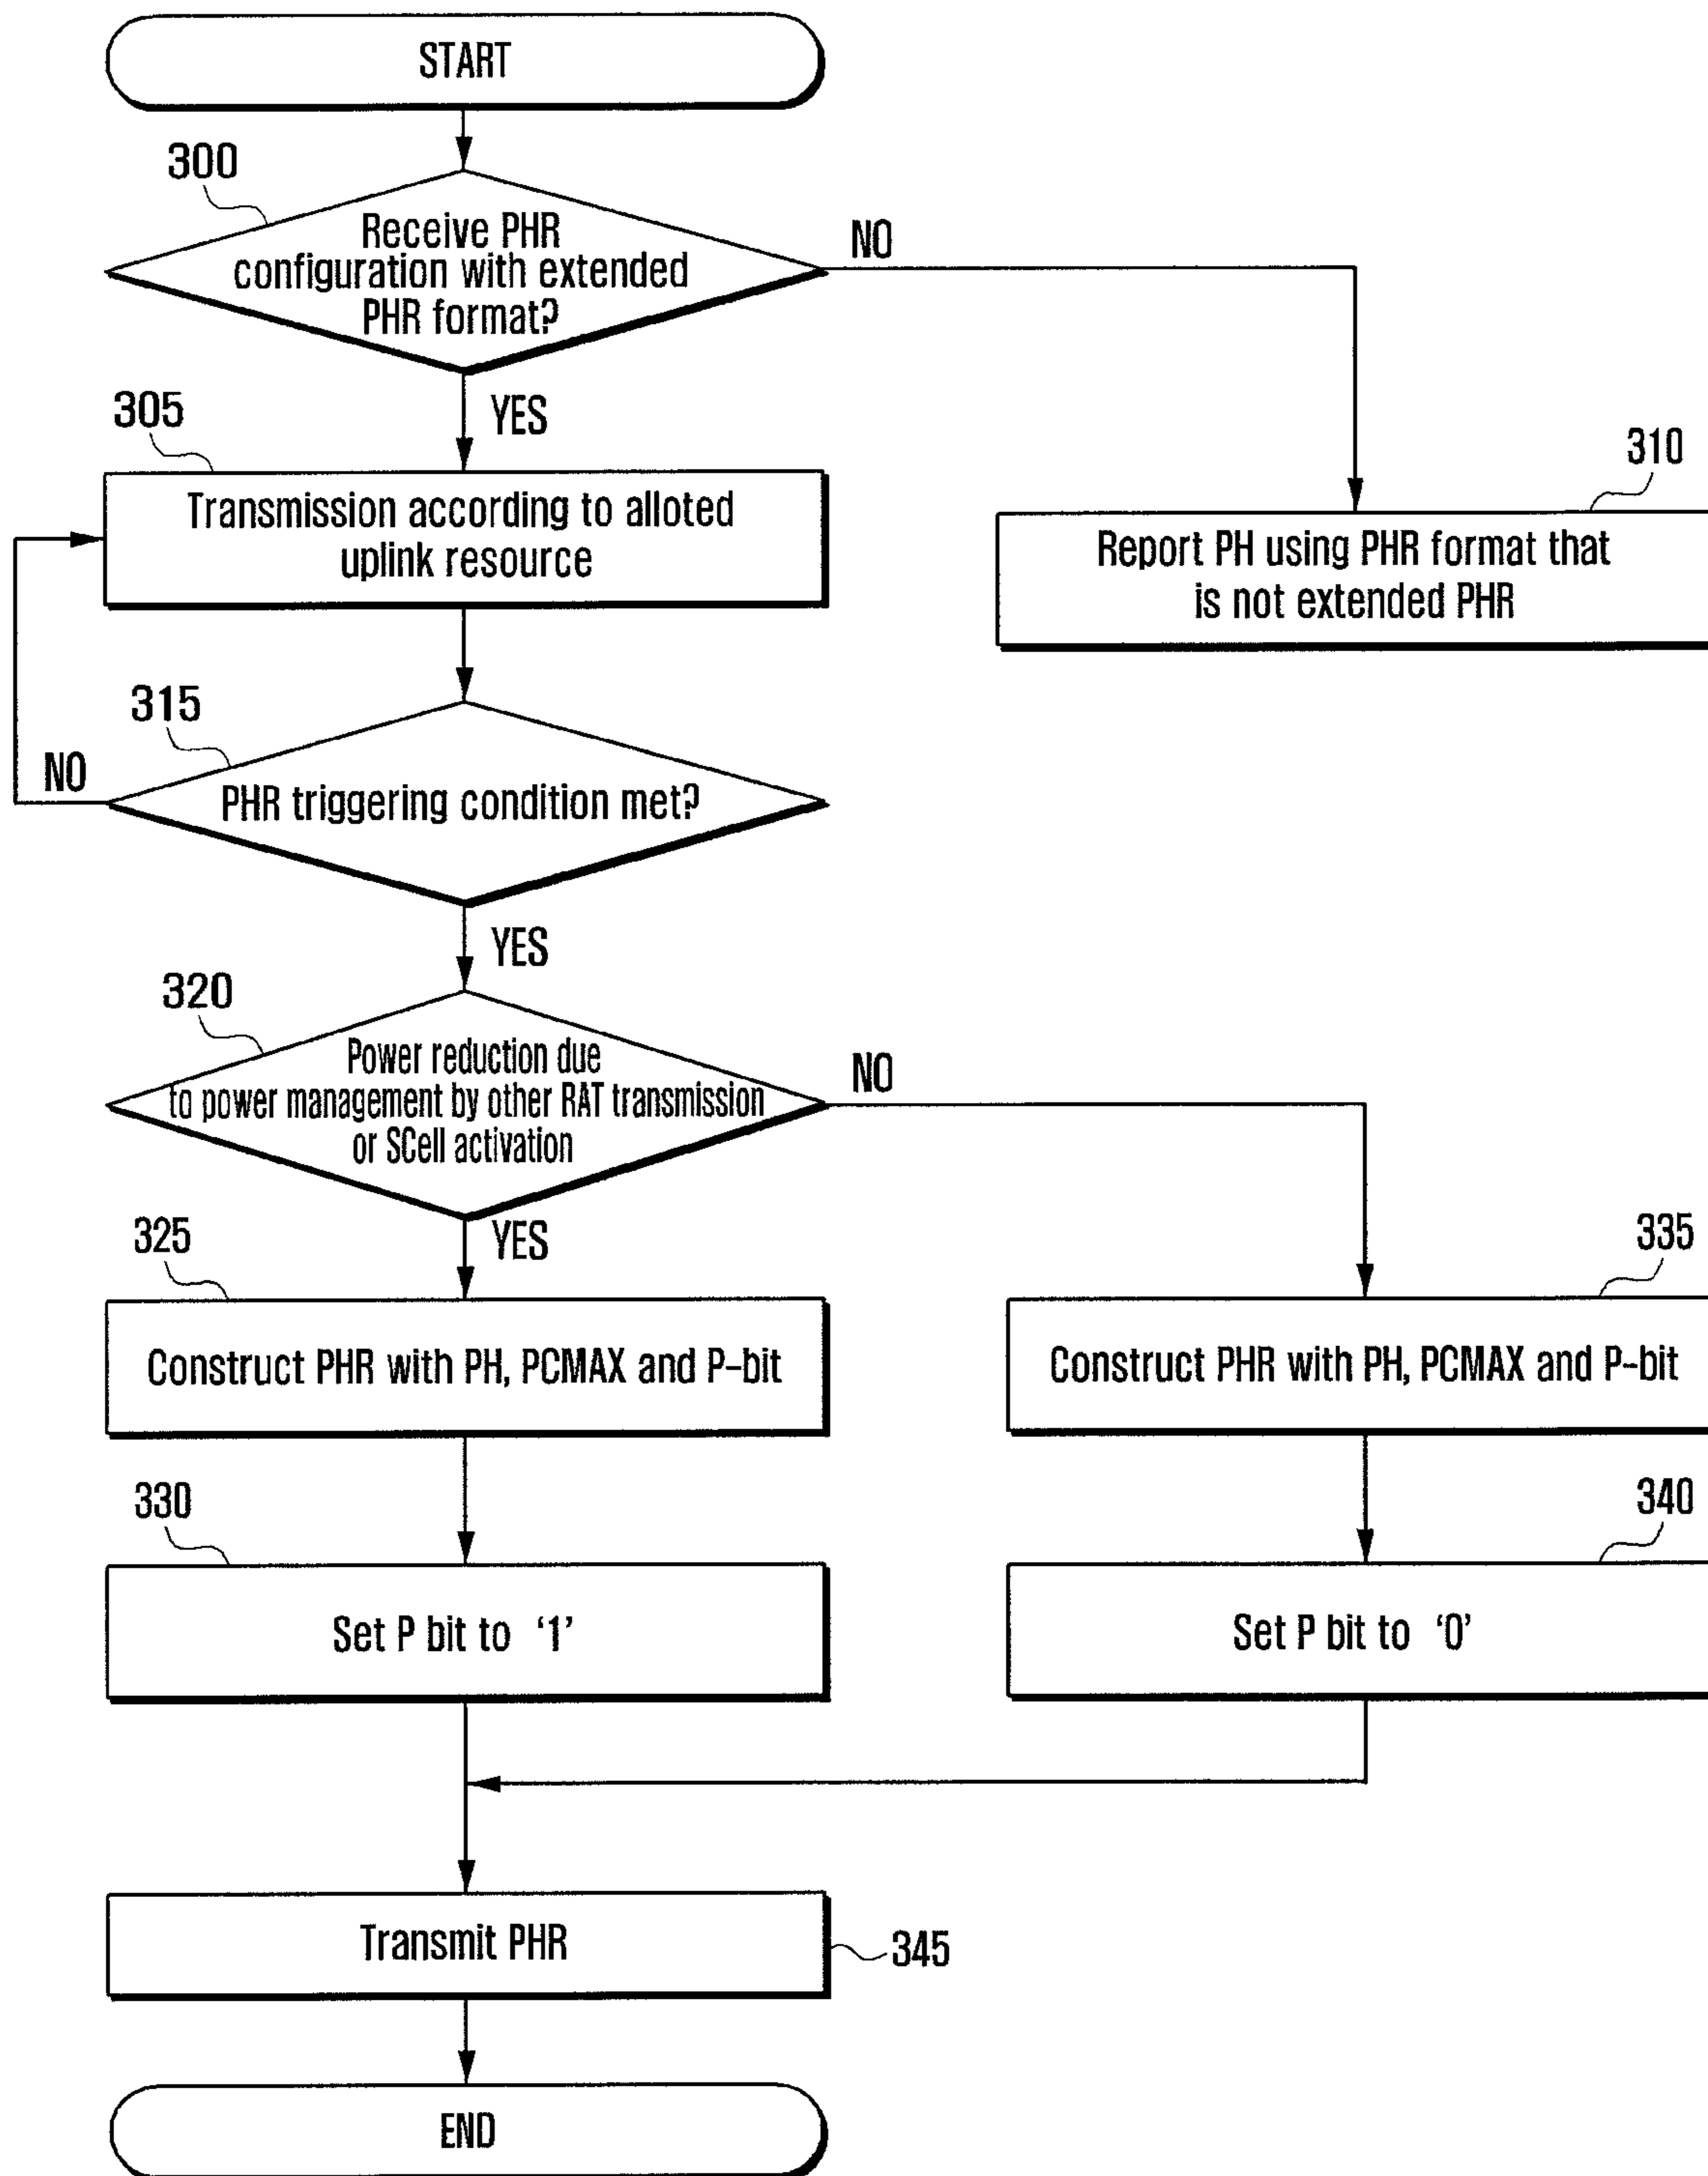 START
300
Receive PHR
configuration with extended
PHR format?
NO
YES
305
Transmission according to alloted
uplink resource
310
Report PH using PHR format that
is not extended PHR
315
NO
PHR triggering condition met?
YES
320
Power reduction due
to power management by other RAT transmission
or SCell activation
NO
YES
325
Construct PHR with PH, PCMAX and P-bit
335
Construct PHR with PH, PCMAX and P-bit
330
Set P bit to '1'
340
Set P bit to '0'
Transmit PHR
345
END